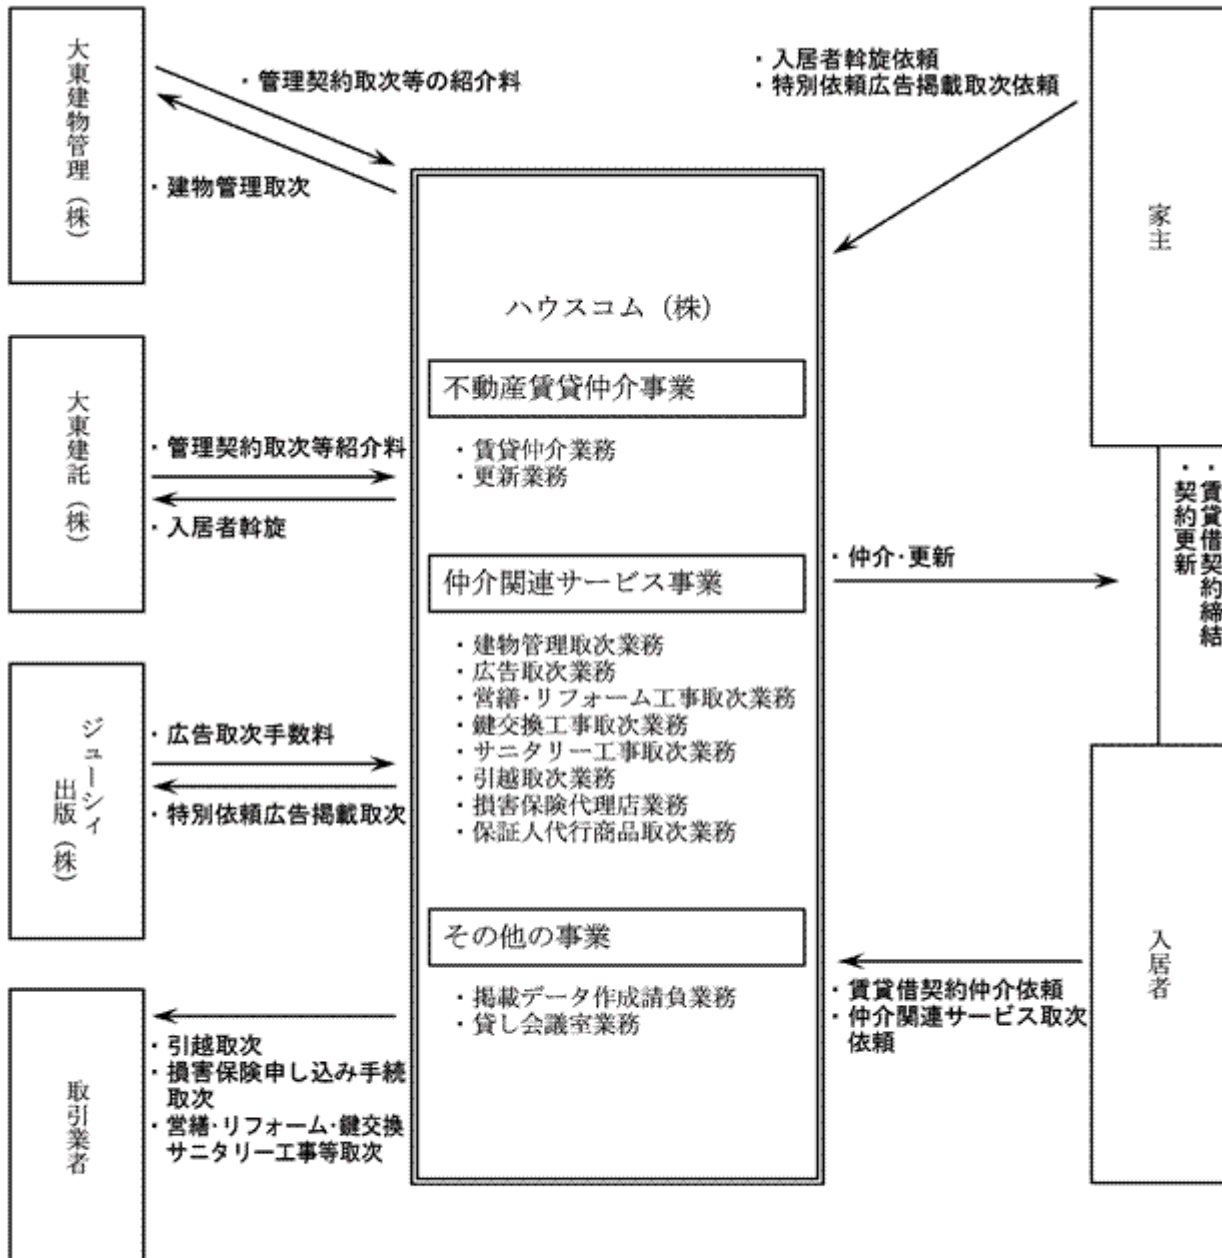 大東建物管理（株）
・管理契約取次等の紹介料
・建物管理取次
大東建託（株）
・管理契約取次等紹介料
・入居者斡旋
ジューシィ
出版（株）
・広告取次手数料
・特別依頼広告掲載取次
取引業者
・引越取次
・損害保険申し込み手続
取次
・営繕・リフォーム・鍵交換
サニタリー工事等取次
ハウスコム（株）
不動産賃貸仲介事業
・賃貸仲介業務
・更新業務
仲介関連サービス事業
・建物管理取次業務
・広告取次業務
・営繕・リフォーム工事取次業務
・鍵交換工事取次業務
・サニタリー工事取次業務
・引越取次業務
・損害保険代理店業務
・保証人代行商品取次業務
その他の事業
・掲載データ作成請負業務
・貸し会議室業務
・入居者斡旋依頼
・特別依頼広告掲載取次依頼
家主
・仲介・更新
・賃貸借契約締結
・契約更新
入居者
・賃貸借契約仲介依頼
・仲介関連サービス取次
依頼